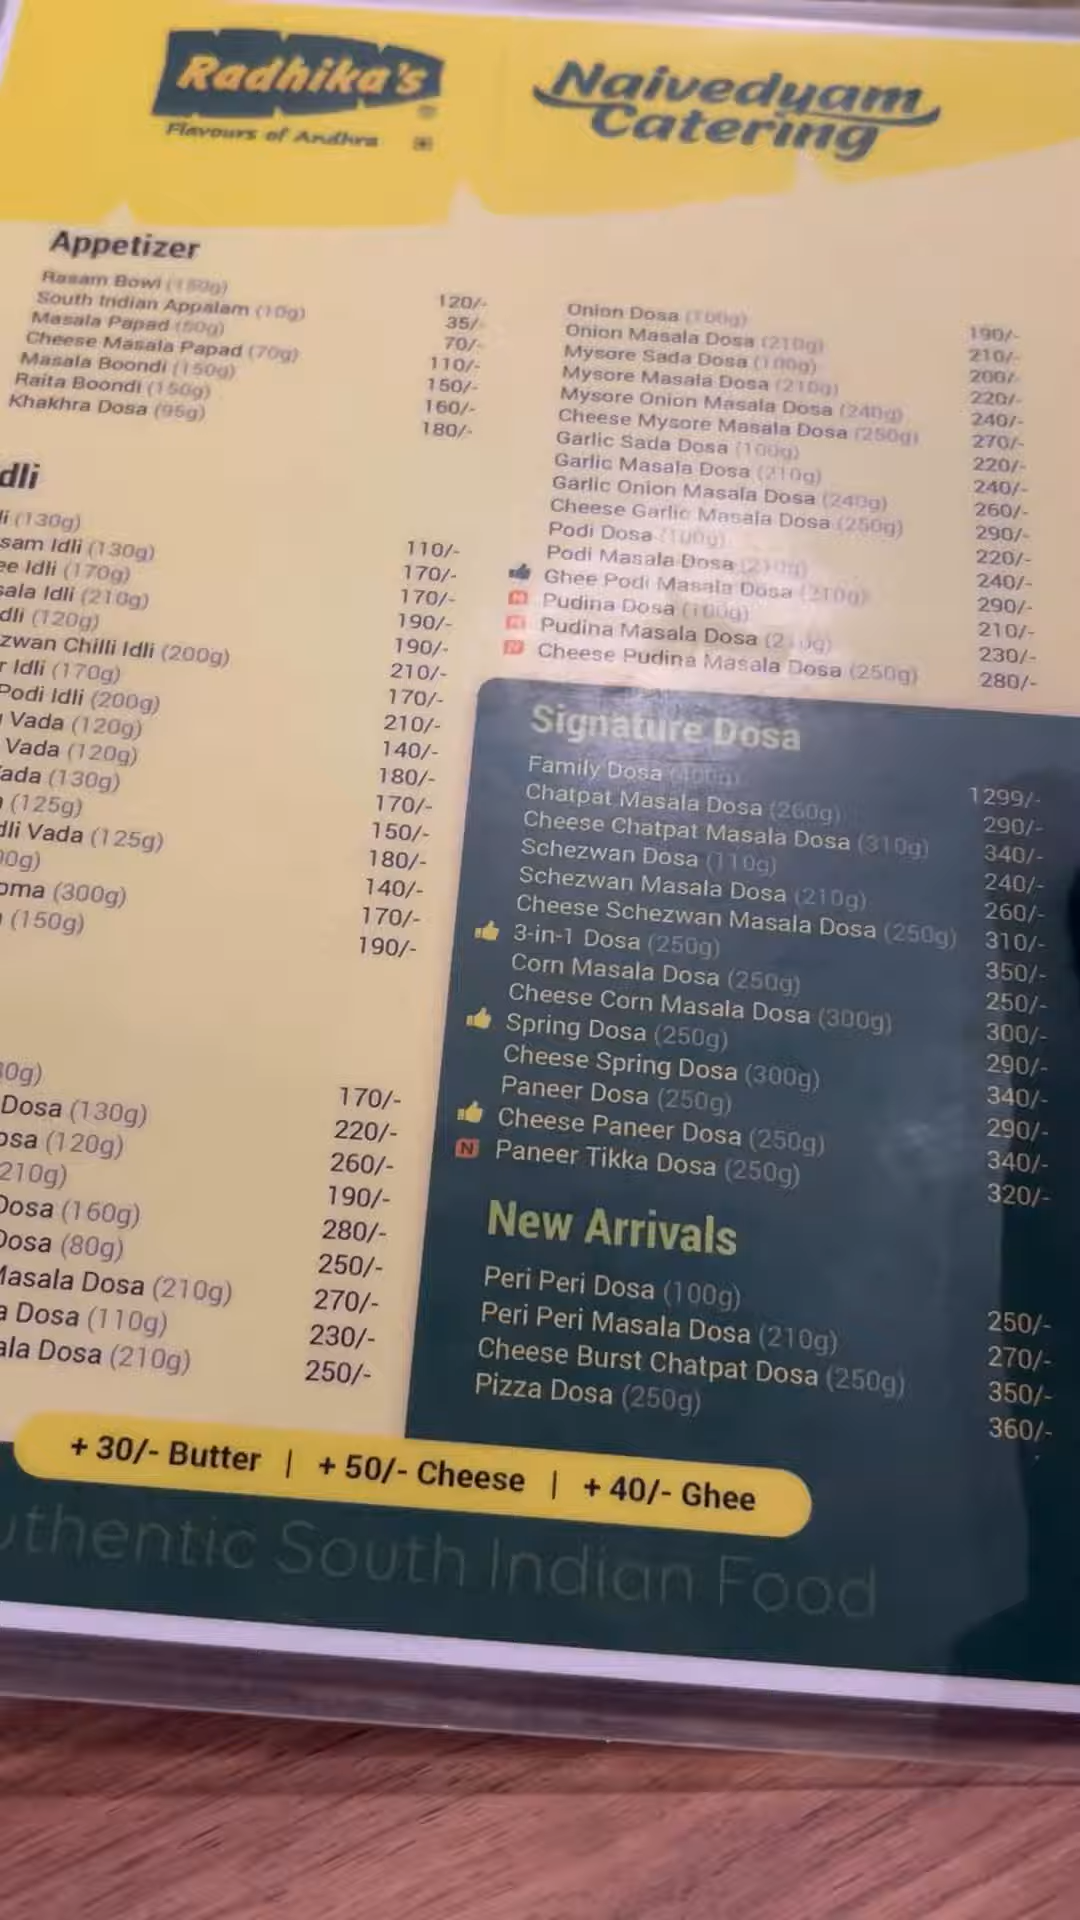 Radhika's
Flavours of Andhra
Naivedyam
Catering
Appetizer
Rasam Bowl (150g) 120/-
South Indian Appalam (10g) 35/-
Masala Papad (50g) 70/-
Cheese Masala Papad (70g) 110/-
Masala Boondi (150g) 150/-
Raita Boondi (150g) 160/-
Khakhra Dosa (95g) 180/-
dli
(130g) 110/-
sam Idli (130g) 170/-
ee Idli (170g) 170/-
sala Idli (210g) 190/-
dli (120g) 190/-
zwan Chilli Idli (200g) 210/-
r Idli (170g) 170/-
Podi Idli (200g) 210/-
Vada (120g) 140/-
Vada (120g) 180/-
ada (130g) 170/-
(125g) 150/-
dli Vada (125g) 180/-
0g) 140/-
oma (300g) 170/-
(150g) 190/-
0g) 170/-
Dosa (130g) 220/-
osa (120g) 260/-
210g) 190/-
Dosa (160g) 280/-
Dosa (80g) 250/-
Masala Dosa (210g) 270/-
a Dosa (110g) 230/-
ala Dosa (210g) 250/-
Onion Dosa (100g) 190/-
Onion Masala Dosa (210g) 210/-
Mysore Sada Dosa (100g) 200/-
Mysore Masala Dosa (210g) 220/-
Mysore Onion Masala Dosa (240g) 240/-
Cheese Mysore Masala Dosa (250g) 270/-
Garlic Sada Dosa (100g) 220/-
Garlic Masala Dosa (210g) 240/-
Garlic Onion Masala Dosa (240g) 260/-
Cheese Garlic Masala Dosa (250g) 290/-
Podi Dosa (100g) 220/-
Podi Masala Dosa (210g) 240/-
Ghee Podi Masala Dosa (210g) 290/-
N Pudina Dosa (100g) 210/-
N Pudina Masala Dosa 230/-
N Cheese Pudina Masala Dosa (250g) 280/-
Signature Dosa
Family Dosa 1299/-
Chatpat Masala Dosa (260g) 290/-
Cheese Chatpat Masala Dosa (310g) 340/-
Schezwan Dosa (110g) 240/-
Schezwan Masala Dosa (210g) 260/-
Cheese Schezwan Masala Dosa (250g) 310/-
3-in-1 Dosa (250g) 350/-
Corn Masala Dosa (250g) 250/-
Cheese Corn Masala Dosa (300g) 300/-
Spring Dosa (250g) 290/-
Cheese Spring Dosa (300g) 340/-
Paneer Dosa (250g) 290/-
Cheese Paneer Dosa (250g) 340/-
N Paneer Tikka Dosa (250g) 320/-
New Arrivals
Peri Peri Dosa (100g) 250/-
Peri Peri Masala Dosa (210g) 270/-
Cheese Burst Chatpat Dosa (250g) 350/-
Pizza Dosa (250g) 360/-
+ 30/- Butter | + 50/- Cheese | + 40/- Ghee
uthentic South Indian Food